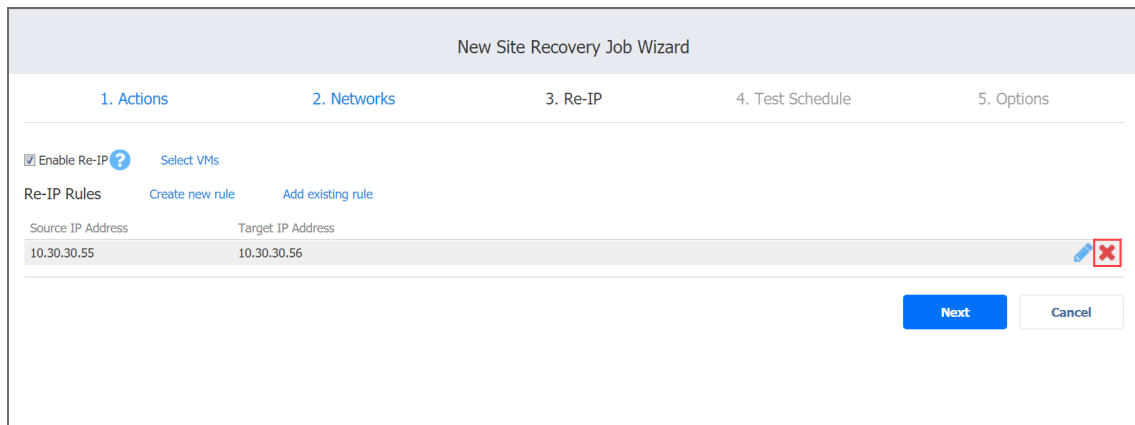 New Site Recovery Job Wizard
1. Actions 2. Networks 3. Re-IP 4. Test Schedule 5. Options
Enable Re-IP ? Select VMs
Re-IP Rules Create new rule Add existing rule
Source IP Address Target IP Address
10.30.30.55 10.30.30.56
Next Cancel